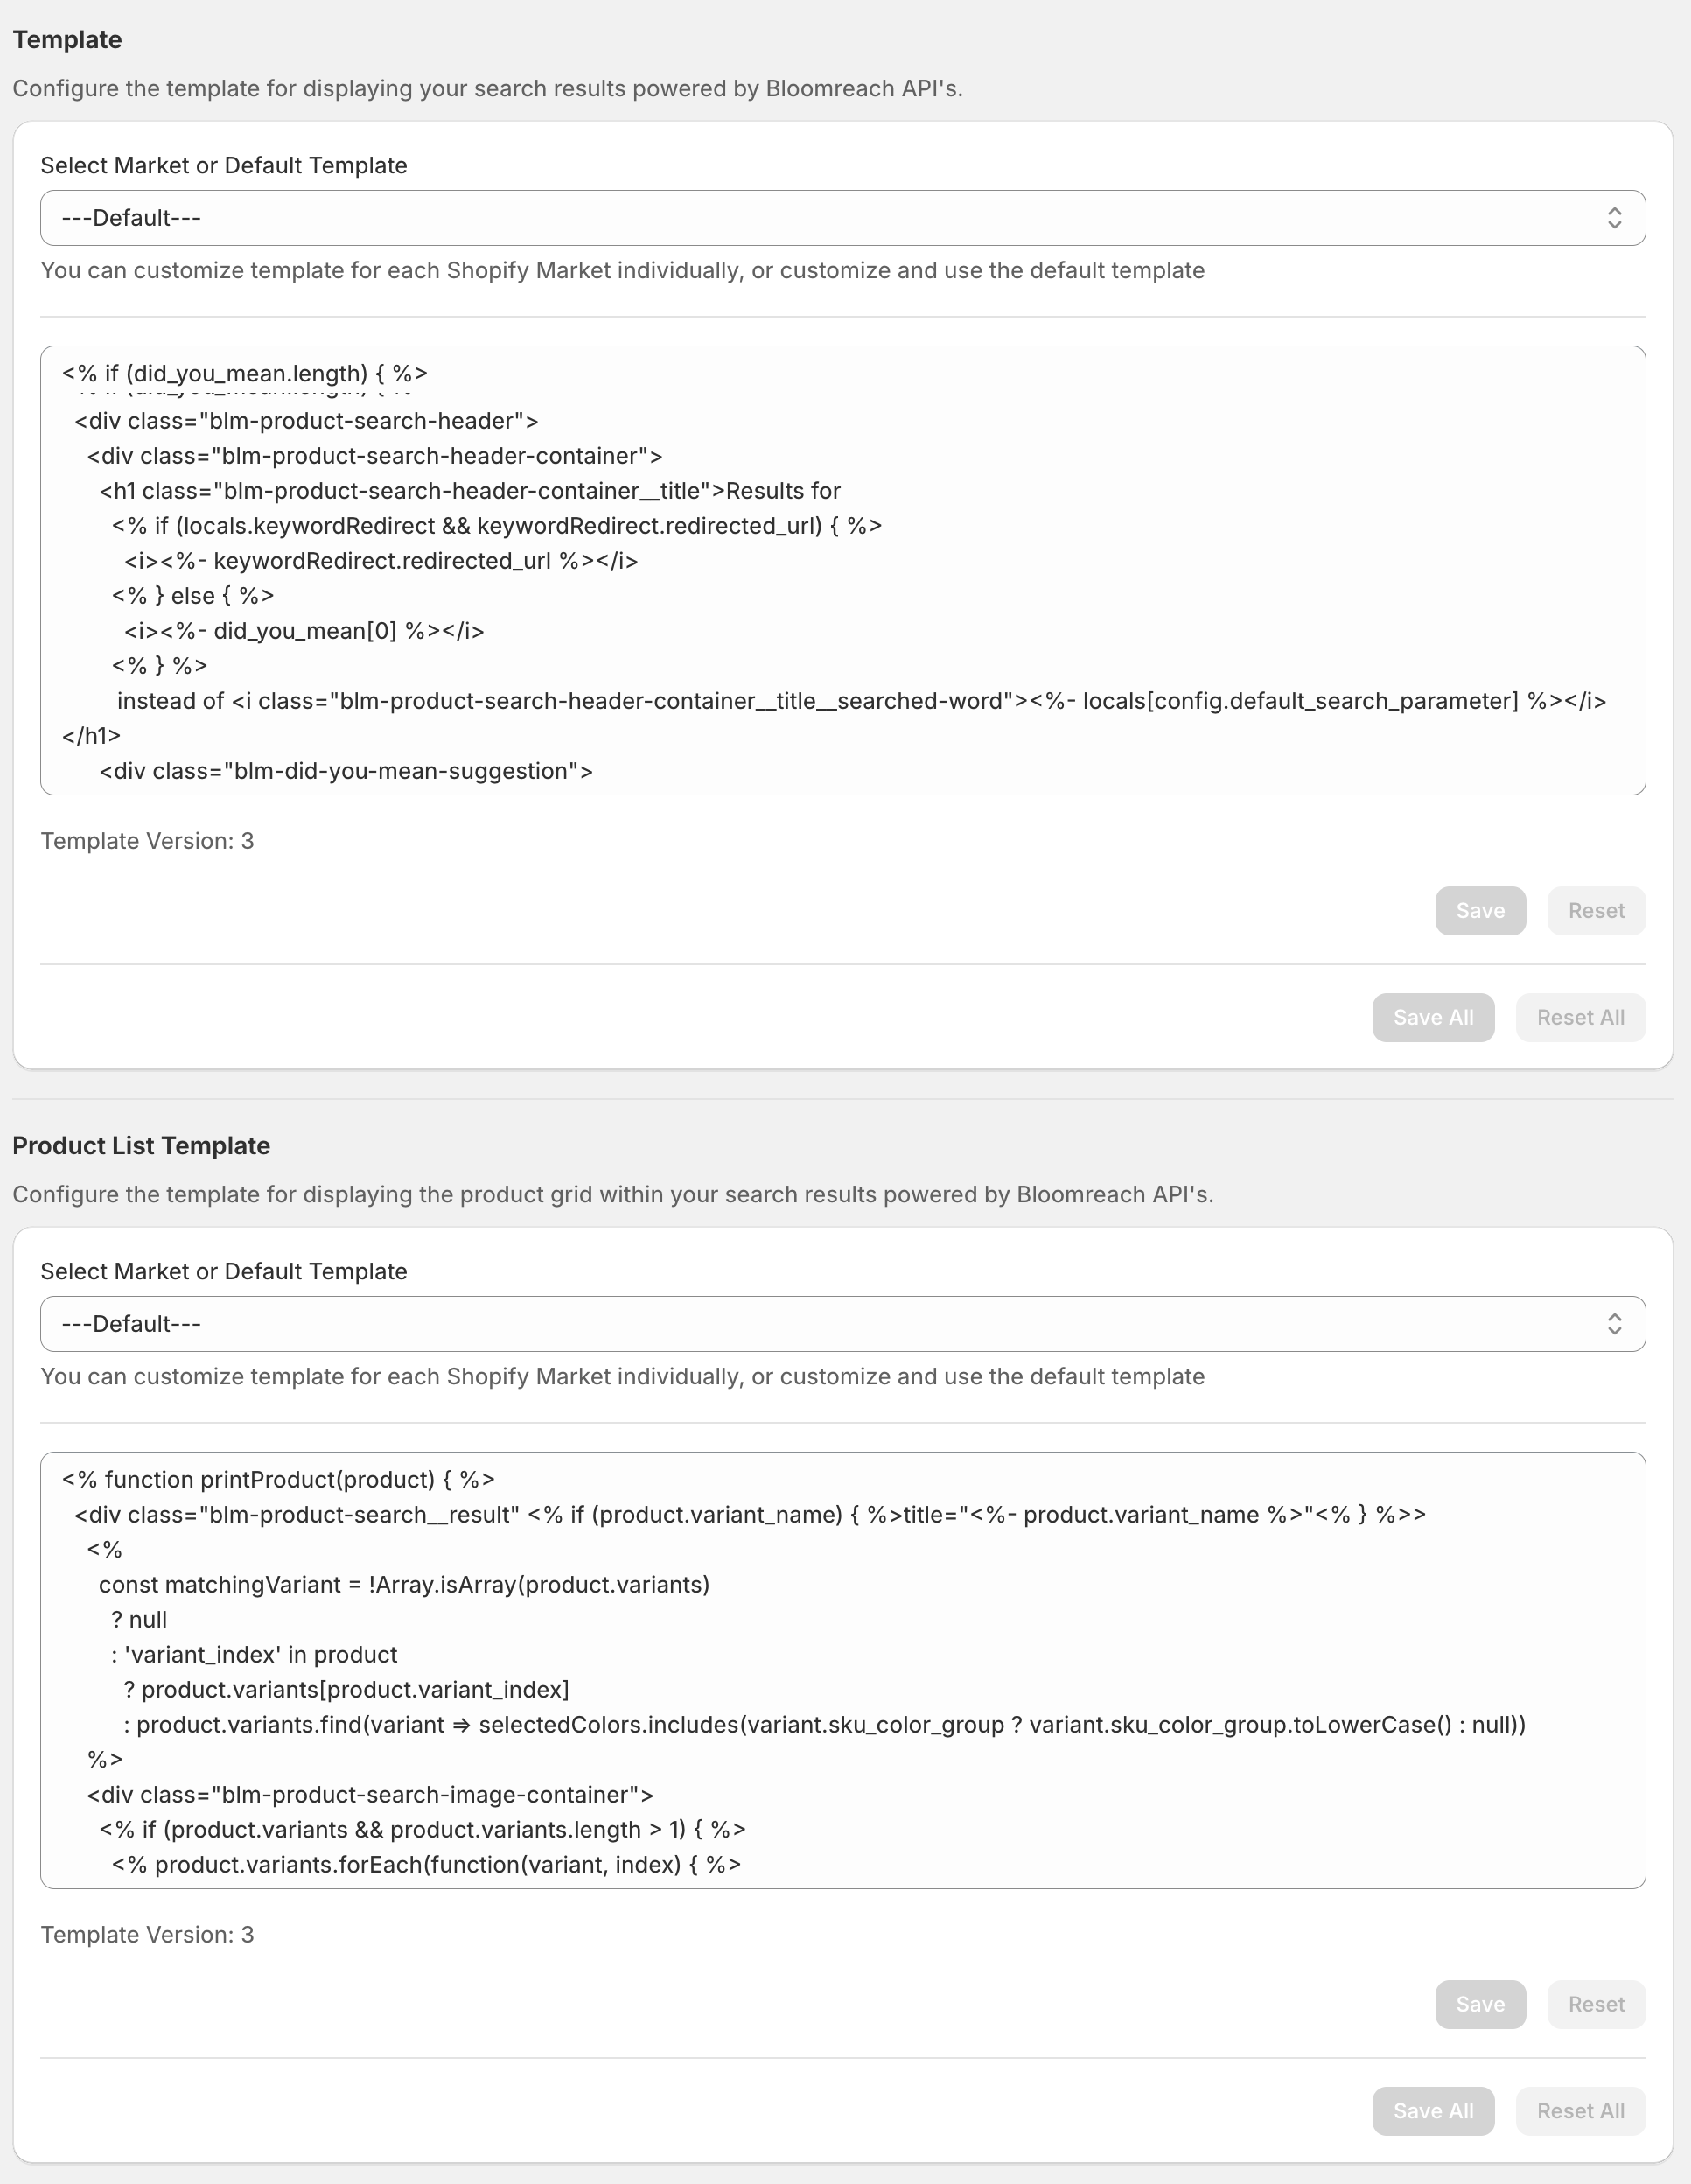 Template
Configure the template for displaying your search results powered by Bloomreach API's.
Select Market or Default Template
---Default---
You can customize template for each Shopify Market individually, or customize and use the default template
<% if (did_you_mean.length) { %>
<div class="blm-product-search-header">
<div class="blm-product-search-header-container">
<h1 class="blm-product-search-header-container__title">Results for
<% if (locals.keywordRedirect && keywordRedirect.redirected_url) { %>
<i><%- keywordRedirect.redirected_url %></i>
<% } else { %>
<i><%- did_you_mean[0] %></i>
<% } %>
instead of <i class="blm-product-search-header-container__title__searched-word"><%- locals[config.default_search_parameter] %></i>
</h1>
<div class="blm-did-you-mean-suggestion">
Template Version: 3
Save Reset
Save All Reset All
Product List Template
Configure the template for displaying the product grid within your search results powered by Bloomreach API's.
Select Market or Default Template
---Default---
You can customize template for each Shopify Market individually, or customize and use the default template
<% function printProduct(product) { %>
<div class="blm-product-search__result" <% if (product.variant_name) { %>title="<%- product.variant_name %>"<% } %>>
<%
const matchingVariant = !Array.isArray(product.variants)
? null
: 'variant_index' in product
? product.variants[product.variant_index]
: product.variants.find(variant => selectedColors.includes(variant.sku_color_group ? variant.sku_color_group.toLowerCase() : null))
%>
<div class="blm-product-search-image-container">
<% if (product.variants && product.variants.length > 1) { %>
<% product.variants.forEach(function(variant, index) { %>
Template Version: 3
Save Reset
Save All Reset All